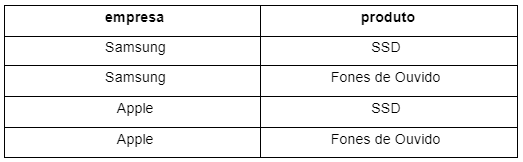 empresa produto
Samsung SSD
Samsung Fones de Ouvido
Apple SSD
Apple Fones de Ouvido